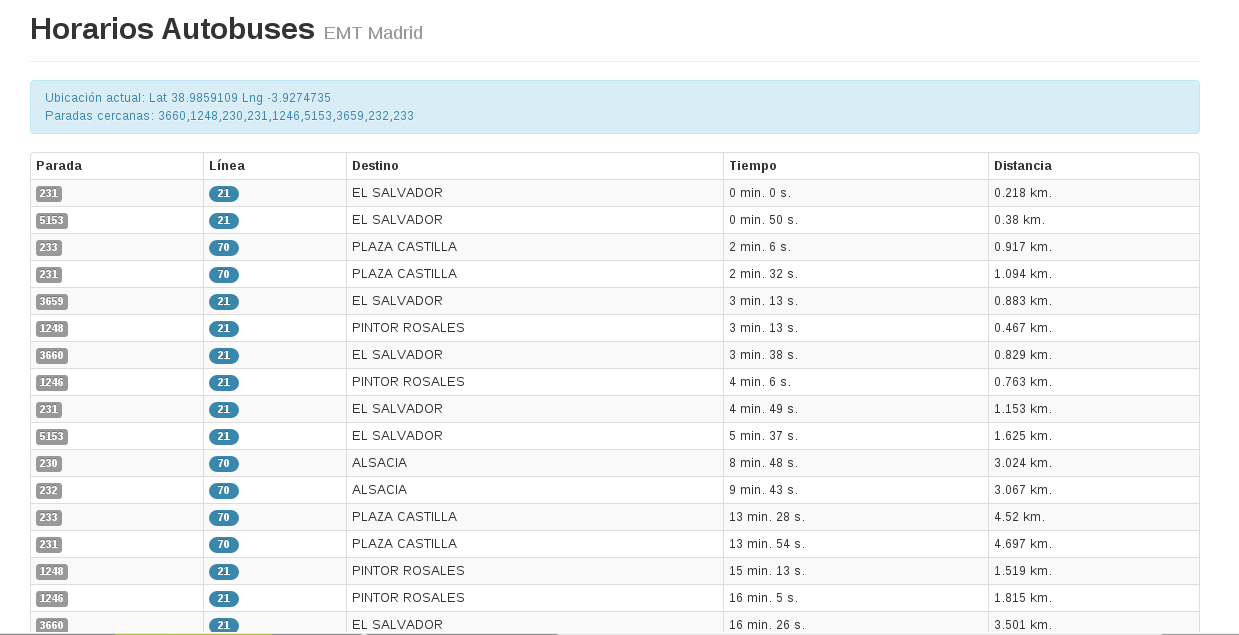 Horarios Autobuses EMT Madrid
Ubicación actual: Lat 38.9859109 Lng -3.9274735
Paradas cercanas: 3660,1248,230,231,1246,5153,3659,232,233
Parada Línea Destino Tiempo Distancia
231 21 EL SALVADOR 0 min. 0 s. 0.218 km.
5153 21 EL SALVADOR 0 min. 50 s. 0.38 km.
233 70 PLAZA CASTILLA 2 min. 6 s. 0.917 km.
231 70 PLAZA CASTILLA 2 min. 32 s. 1.094 km.
3659 21 EL SALVADOR 3 min. 13 s. 0.883 km.
1248 21 PINTOR ROSALES 3 min. 13 s. 0.467 km.
3660 21 EL SALVADOR 3 min. 38 s. 0.829 km.
1246 21 PINTOR ROSALES 4 min. 6 s. 0.763 km.
231 21 EL SALVADOR 4 min. 49 s. 1.153 km.
5153 21 EL SALVADOR 5 min. 37 s. 1.625 km.
230 70 ALSACIA 8 min. 48 s. 3.024 km.
232 70 ALSACIA 9 min. 43 s. 3.067 km.
233 70 PLAZA CASTILLA 13 min. 28 s. 4.52 km.
231 70 PLAZA CASTILLA 13 min. 54 s. 4.697 km.
1248 21 PINTOR ROSALES 15 min. 13 s. 1.519 km.
1246 21 PINTOR ROSALES 16 min. 5 s. 1.815 km.
3660 21 EL SALVADOR 16 min. 26 s. 3.501 km.